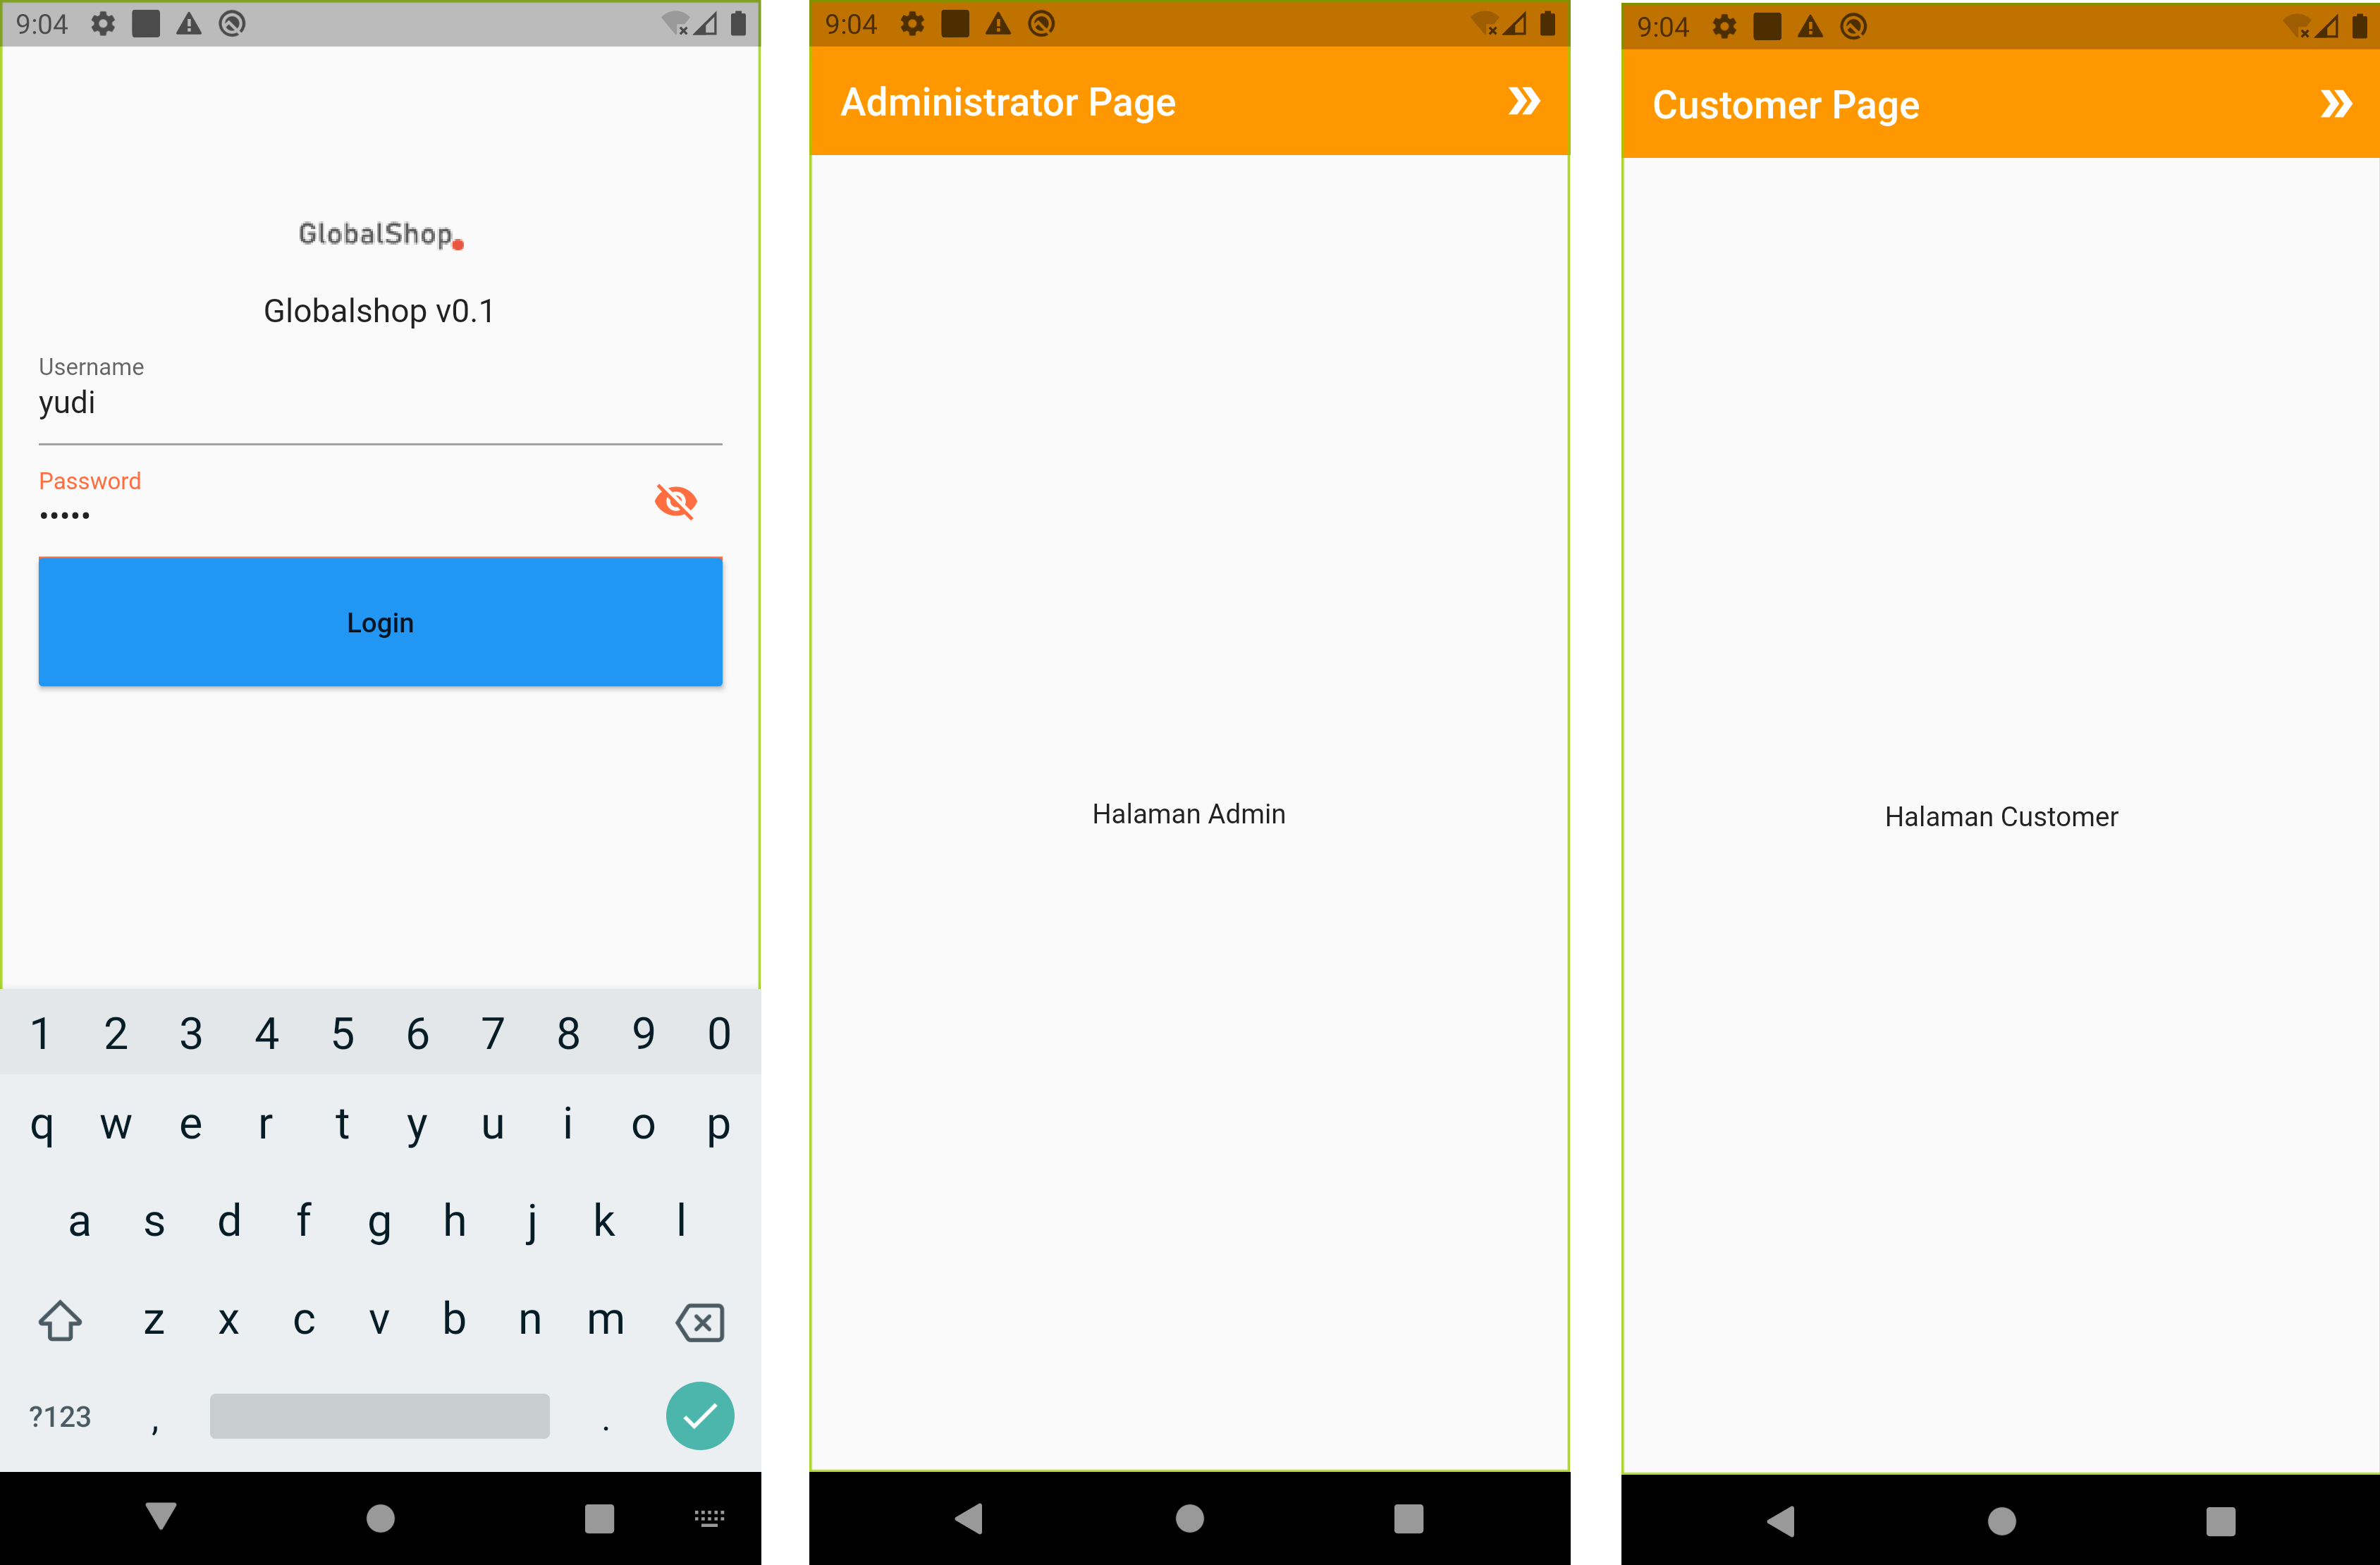 9:04
GlobalShop.
Globalshop v0.1
Username
yudi
Password
•••••
Login
1 2 3 4 5 6 7 8 9 0
q w e r t y u i o p
a s d f g h j k l
z x c v b n m
?123 , .
9:04
Administrator Page
Halaman Admin
9:04
Customer Page
Halaman Customer